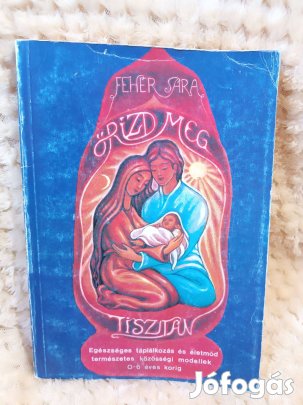 FEHÉR SÁRA
ŐRIZD MEG
TISZTÁN
Egészséges táplálkozás és életmód
természetes közösségi modellek
0-6 éves korig
Jófogás